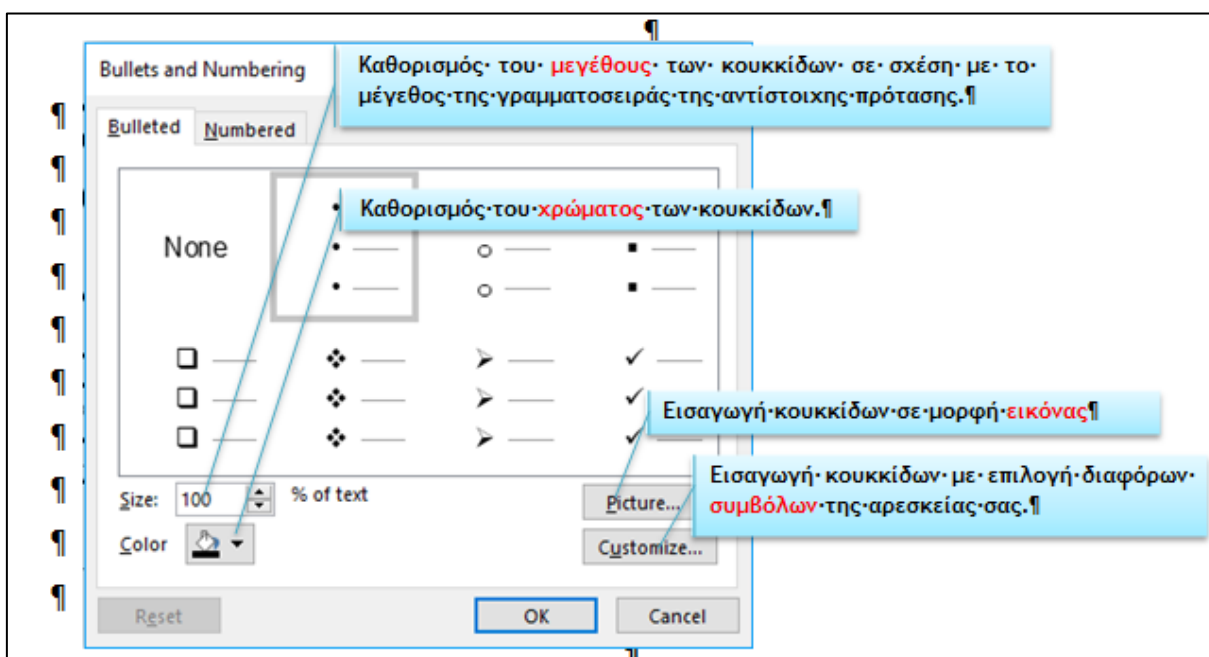 ¶
Bullets and Numbering
Καθορισμός· του· μεγέθους· των· κουκκίδων· σε· σχέση· με· το·
μέγεθος·της·γραμματοσειράς·της·αντίστοιχης·πρότασης.¶
¶
Bulleted Numbered
¶
¶
Καθορισμός·του·χρώματος·των·κουκκίδων.¶
None
¶
¶
¶
Εισαγωγή·κουκκίδων·σε·μορφή·εικόνας¶
¶
Εισαγωγή· κουκκίδων· με· επιλογή· διαφόρων·
συμβόλων·της·αρεσκείας·σας.¶
¶
Size: 100 % of text
Picture...
¶
Color
Customize...
¶
Reset OK Cancel